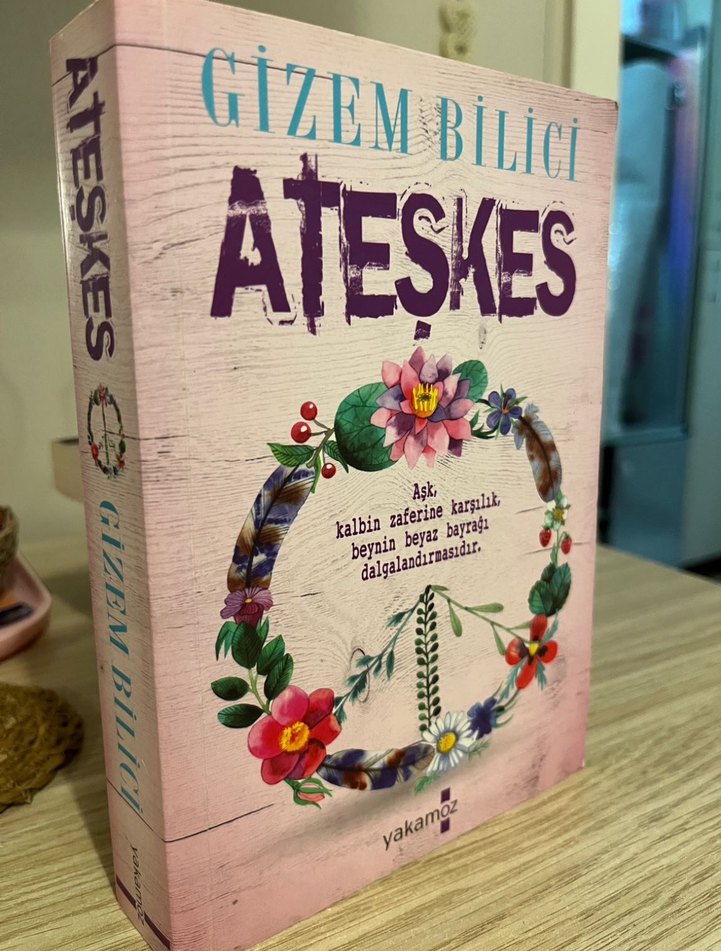 GİZEM BİLİCİ
ATEŞKES
Aşk,
kalbin zaferine karşılık,
beynin beyaz bayrağı
dalgalandırmasıdır.
yakamoz
ATEŞKES
GİZEM BİLİCİ
yakamoz